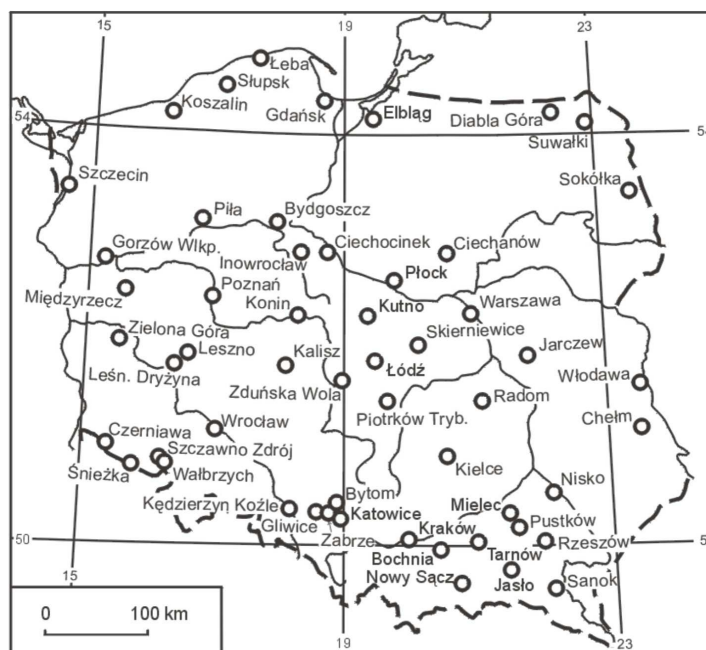 15
19
23
Łeba
Słupsk
Koszalin
Gdańsk
Elbląg
Diabla Góra
54
54
Suwałki
Szczecin
Sokółka
Piła
Bydgoszcz
Gorzów Wlkp.
Ciechocinek
Ciechanów
Inowrocław
Płock
Międzyrzecz
Poznań
Konin
Kutno
Warszawa
Zielona Góra
Skierniewice
Leszno
Kalisz
Jarczew
Leśn. Dryżyna
Łódź
Zduńska Wola
Włodawa
Piotrków Tryb.
Radom
Wrocław
Chełm
Czerniawa
Szczawno Zdrój
Śnieżka
Wałbrzych
Kielce
Nisko
Kędzierzyn Koźle
Bytom
Mielec
Katowice
Gliwice
Pustków
Kraków
50
Zabrze
Tarnów
Rzeszów
5
Bochnia
Nowy Sącz
Jasło
Sanok
15
0
100 km
19
23